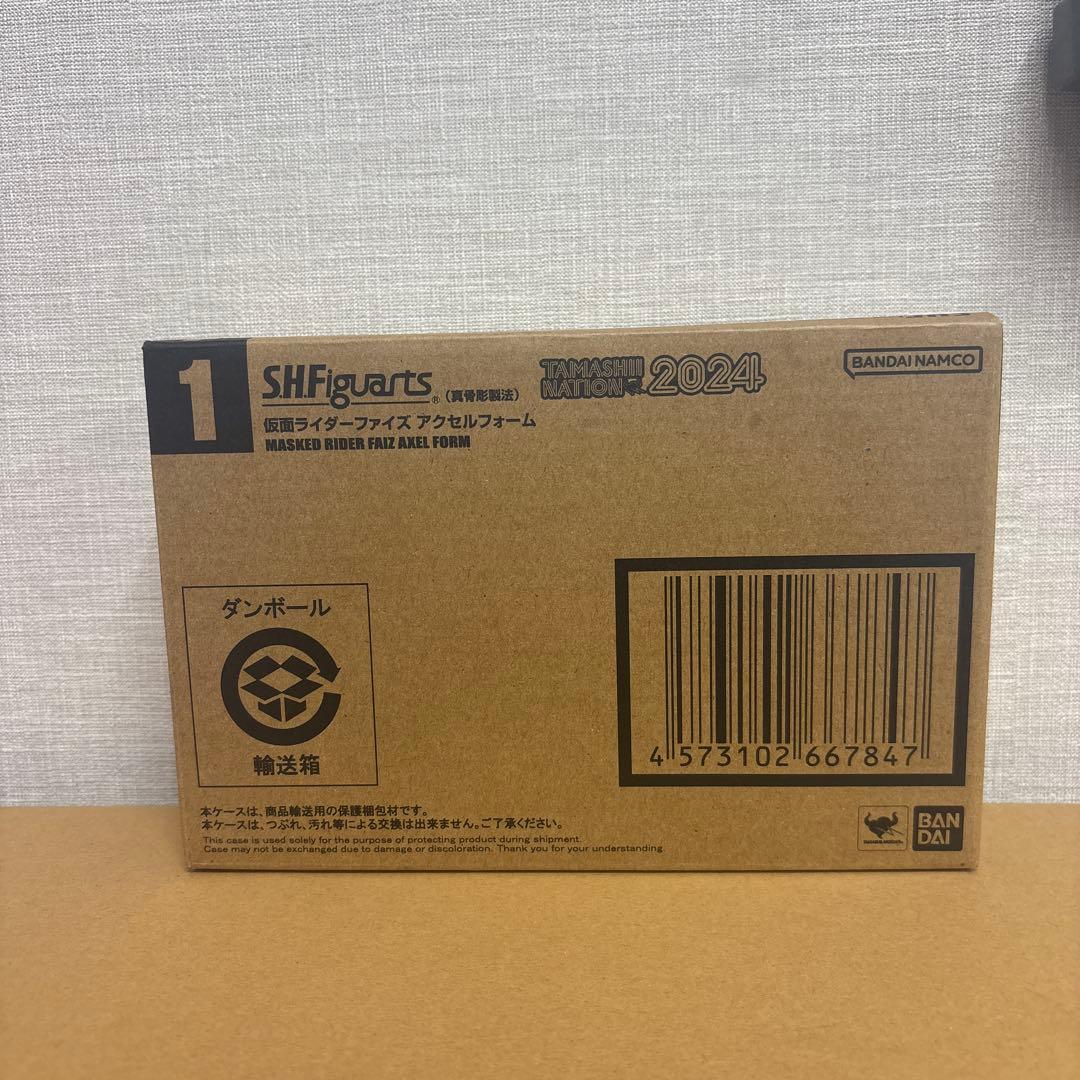 1
S.H.Figuarts®(真骨彫製法)
仮面ライダーファイズ アクセルフォーム
MASKED RIDER FAIZ AXEL FORM
TAMASHII
NATION 2024
BANDAI NAMCO
ダンボール
輸送箱
4 573102 667847
本ケースは、商品輸送用の保護梱包材です。
本ケースは、つぶれ、汚れ等による交換は出来ません。ご了承ください。
This case is used solely for the purpose of protecting product during shipment.
Case may not be exchanged due to damage or discoloration. Thank you for your understanding.
BAN
DAI